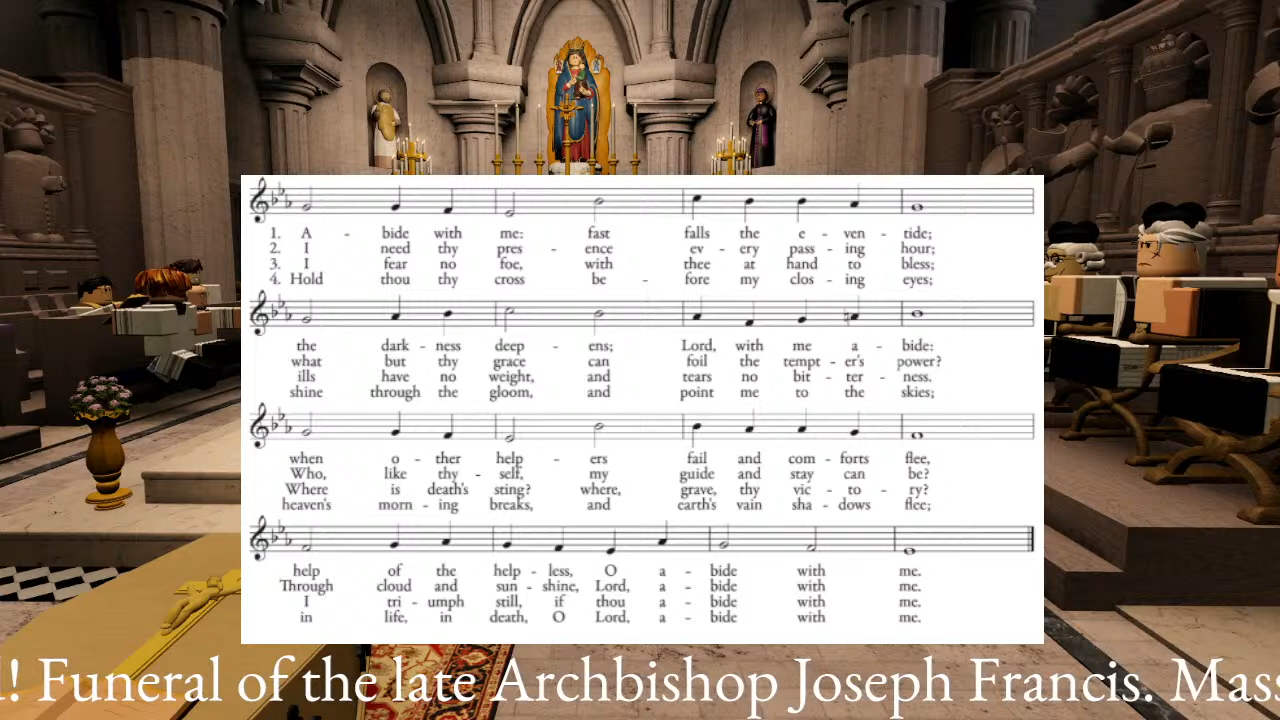 1. A - bide with me: fast falls the e - ven - tide;
2. I need thy pres - ence ev - ery pass - ing hour;
3. I fear no foe, with thee at hand to bless;
4. Hold thou thy cross be - fore my clos - ing eyes;
the dark - ness deep - ens; Lord, with me a - bide:
what but thy grace can foil the tempt - er's power?
ills have no weight, and tears no bit - ter - ness.
shine through the gloom, and point me to the skies;
when o - ther help - ers fail and com - forts flee,
Who, like thy - self, my guide and stay can be?
Where is death's sting? where, grave, thy vic - to - ry?
heaven's morn - ing breaks, and earth's vain sha - dows flee;
help of the help - less, O a - bide with me.
Through cloud and sun - shine, Lord, a - bide with me.
I tri - umph still, if thou a - bide with me.
in life, in death, O Lord, a - bide with me.
! Funeral of the late Archbishop Joseph Francis. Mass